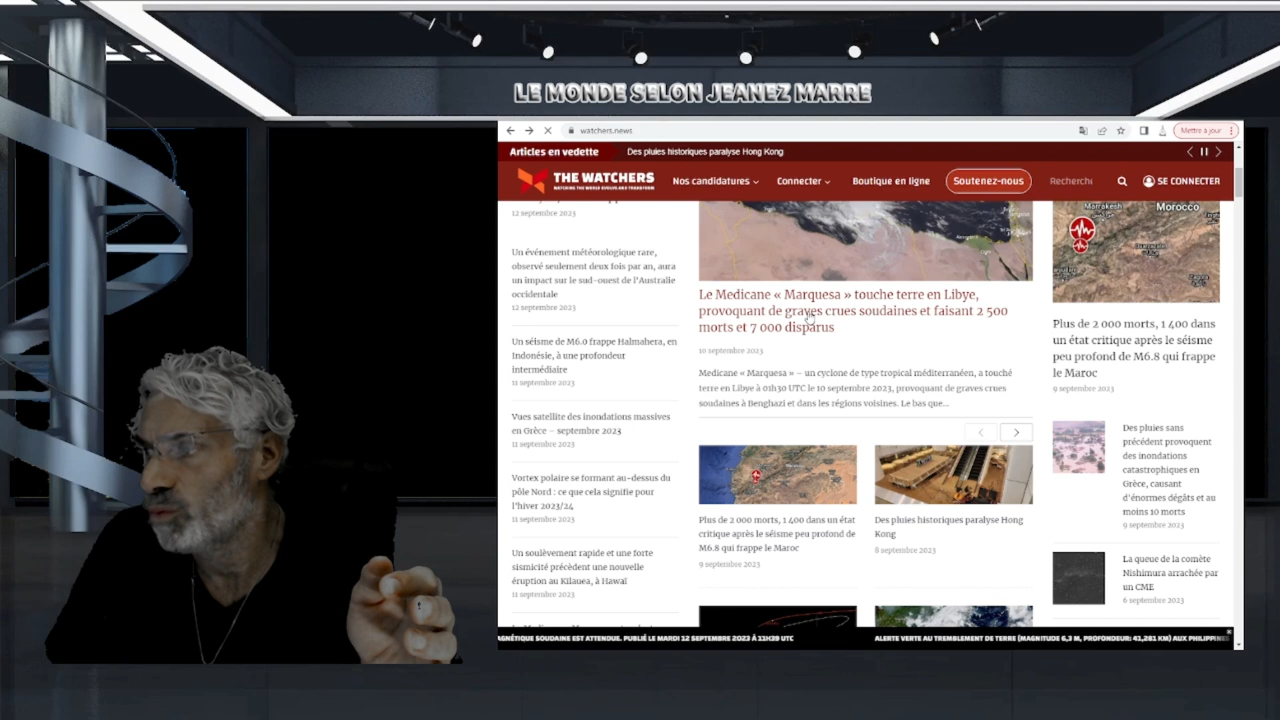 LE MONDE SELON JEANEZ MARRE
watchers.news
Mettre à jour
Articles en vedette
Des pluies historiques paralyse Hong Kong
THE WATCHERS
WATCHING THE WORLD EVOLVE AND TRANSFORM
Nos candidatures
Connecter
Boutique en ligne
Soutenez-nous
SE CONNECTER
12 septembre 2023
Un événement météorologique rare,
observé seulement deux fois par an, aura
un impact sur le sud-ouest de l'Australie
occidentale
12 septembre 2023
Un séisme de M6.0 frappe Halmahera, en
Indonésie, à une profondeur
intermédiaire
11 septembre 2023
Vues satellite des inondations massives
en Grèce – septembre 2023
11 septembre 2023
Vortex polaire se formant au-dessus du
pôle Nord : ce que cela signifie pour
l'hiver 2023/24
11 septembre 2023
Un soulèvement rapide et une forte
sismicité précèdent une nouvelle
éruption au Kilauea, à Hawaï
11 septembre 2023
Le Medicane « Marquesa » touche terre en Libye,
provoquant de graves crues soudaines et faisant 2 500
morts et 7 000 disparus
10 septembre 2023
Medicane « Marquesa » – un cyclone de type tropical méditerranéen, a touché
terre en Libye à 01h30 UTC le 10 septembre 2023, provoquant de graves crues
soudaines à Benghazi et dans les régions voisines. Le bas que...
Plus de 2 000 morts, 1 400 dans un état
critique après le séisme peu profond de
M6.8 qui frappe le Maroc
9 septembre 2023
Des pluies historiques paralyse Hong
Kong
8 septembre 2023
Marrakesh
Morocco
Plus de 2 000 morts, 1 400 dans
un état critique après le séisme
peu profond de M6.8 qui frappe
le Maroc
9 septembre 2023
Des pluies sans
précédent provoquent
des inondations
catastrophiques en
Grèce, causant
d'énormes dégâts et au
moins 10 morts
9 septembre 2023
La queue de la comète
Nishimura arrachée par
un CME
6 septembre 2023
AGNÉTIQUE SOUDAINE EST ATTENDUE. PUBLIÉ LE MARDI 12 SEPTEMBRE 2023 À 11H39 UTC
ALERTE VERTE AU TREMBLEMENT DE TERRE (MAGNITUDE 6,3 M, PROFONDEUR: 41,281 KM) AUX PHILIPPINES